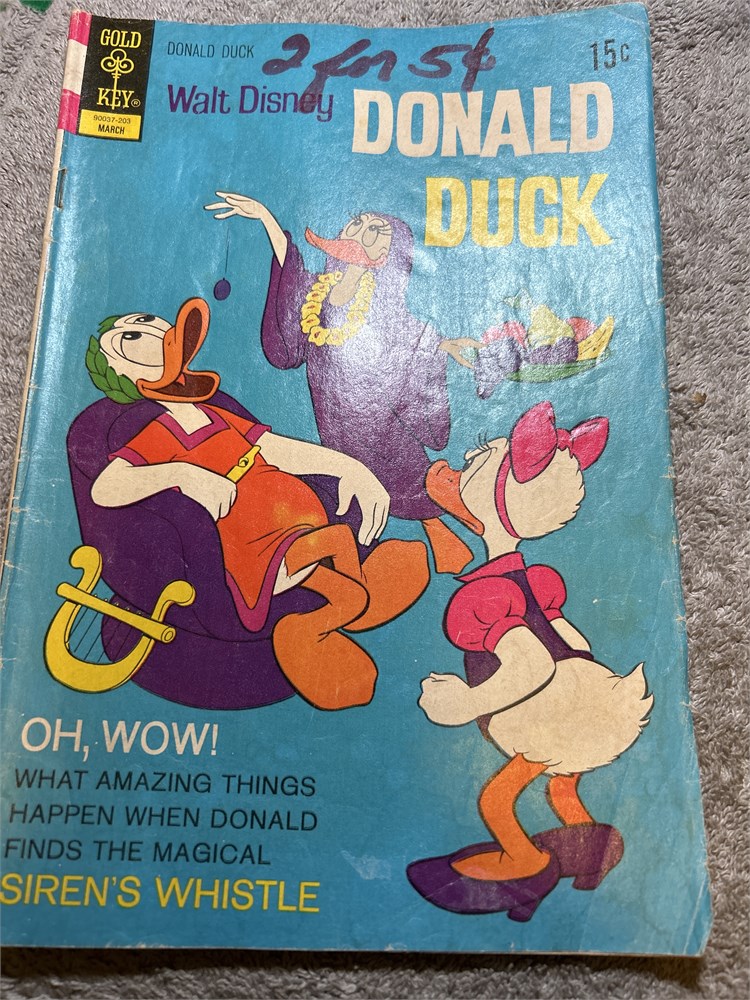 GOLD
KEY®
90037-203
MARCH
DONALD DUCK
2 for 5¢
15c
Walt Disney
DONALD
DUCK
OH, WOW!
WHAT AMAZING THINGS
HAPPEN WHEN DONALD
FINDS THE MAGICAL
SIREN'S WHISTLE